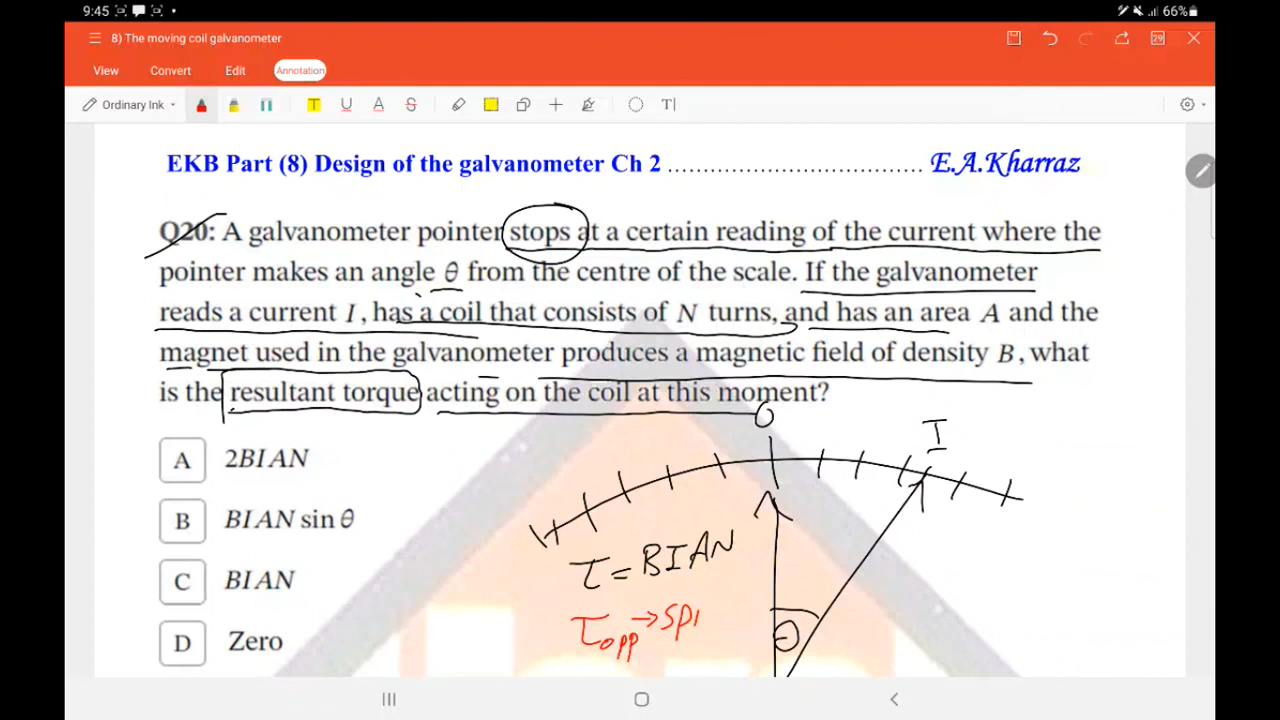 9:45
66%
8) The moving coil galvanometer
View Convert Edit Annotation
Ordinary Ink
EKB Part (8) Design of the galvanometer Ch 2 .................................. E.A.Kharraz
Q20: A galvanometer pointer stops at a certain reading of the current where the
pointer makes an angle θ from the centre of the scale. If the galvanometer
reads a current I, has a coil that consists of N turns, and has an area A and the
magnet used in the galvanometer produces a magnetic field of density B, what
is the resultant torque acting on the coil at this moment?
O
I
A 2BIAN
B BIAN sin θ
C BIAN
D Zero
τ = BIAN
τopp → spr
θ